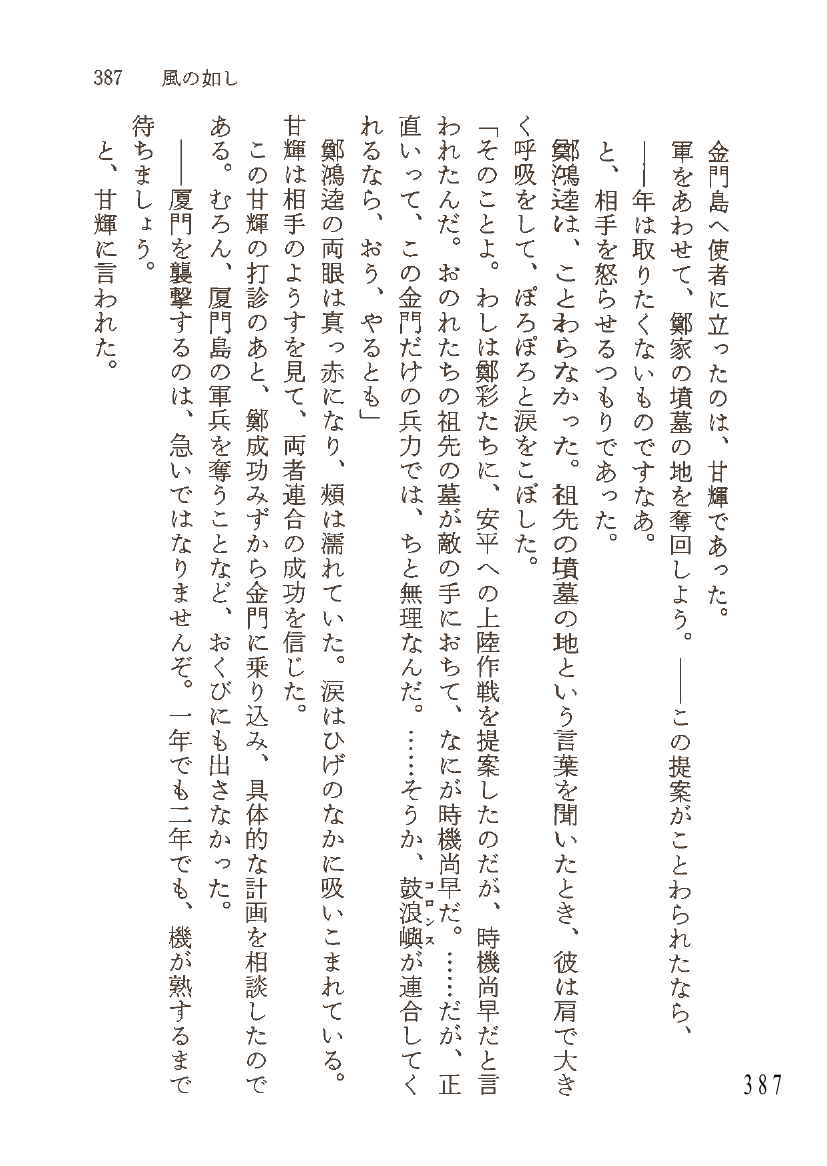 387 風の如し
金門島へ使者に立ったのは、甘輝であった。
軍をあわせて、鄭家の墳墓の地を奪回しよう。――この提案がことわられたなら、
――年は取りたくないものですなあ。
と、相手を怒らせるつもりであった。
鄭鴻逵は、ことわらなかった。祖先の墳墓の地という言葉を聞いたとき、彼は肩で大き
く呼吸をして、ぽろぽろと涙をこぼした。
「そのことよ。わしは鄭彩たちに、安平への上陸作戦を提案したのだが、時機尚早だと言
われたんだ。おのれたちの祖先の墓が敵の手におちて、なにが時機尚早だ。……だが、正
直いって、この金門だけの兵力では、ちと無理なんだ。……そうか、鼓浪嶼コロンスが連合してく
れるなら、おう、やるとも」
鄭鴻逵の両眼は真っ赤になり、頰は濡れていた。涙はひげのなかに吸いこまれている。
甘輝は相手のようすを見て、両者連合の成功を信じた。
この甘輝の打診のあと、鄭成功みずから金門に乗り込み、具体的な計画を相談したので
ある。むろん、厦門島の軍兵を奪うことなど、おくびにも出さなかった。
――厦門を襲撃するのは、急いではなりませんぞ。一年でも二年でも、機が熟するまで
待ちましょう。
と、甘輝に言われた。
387